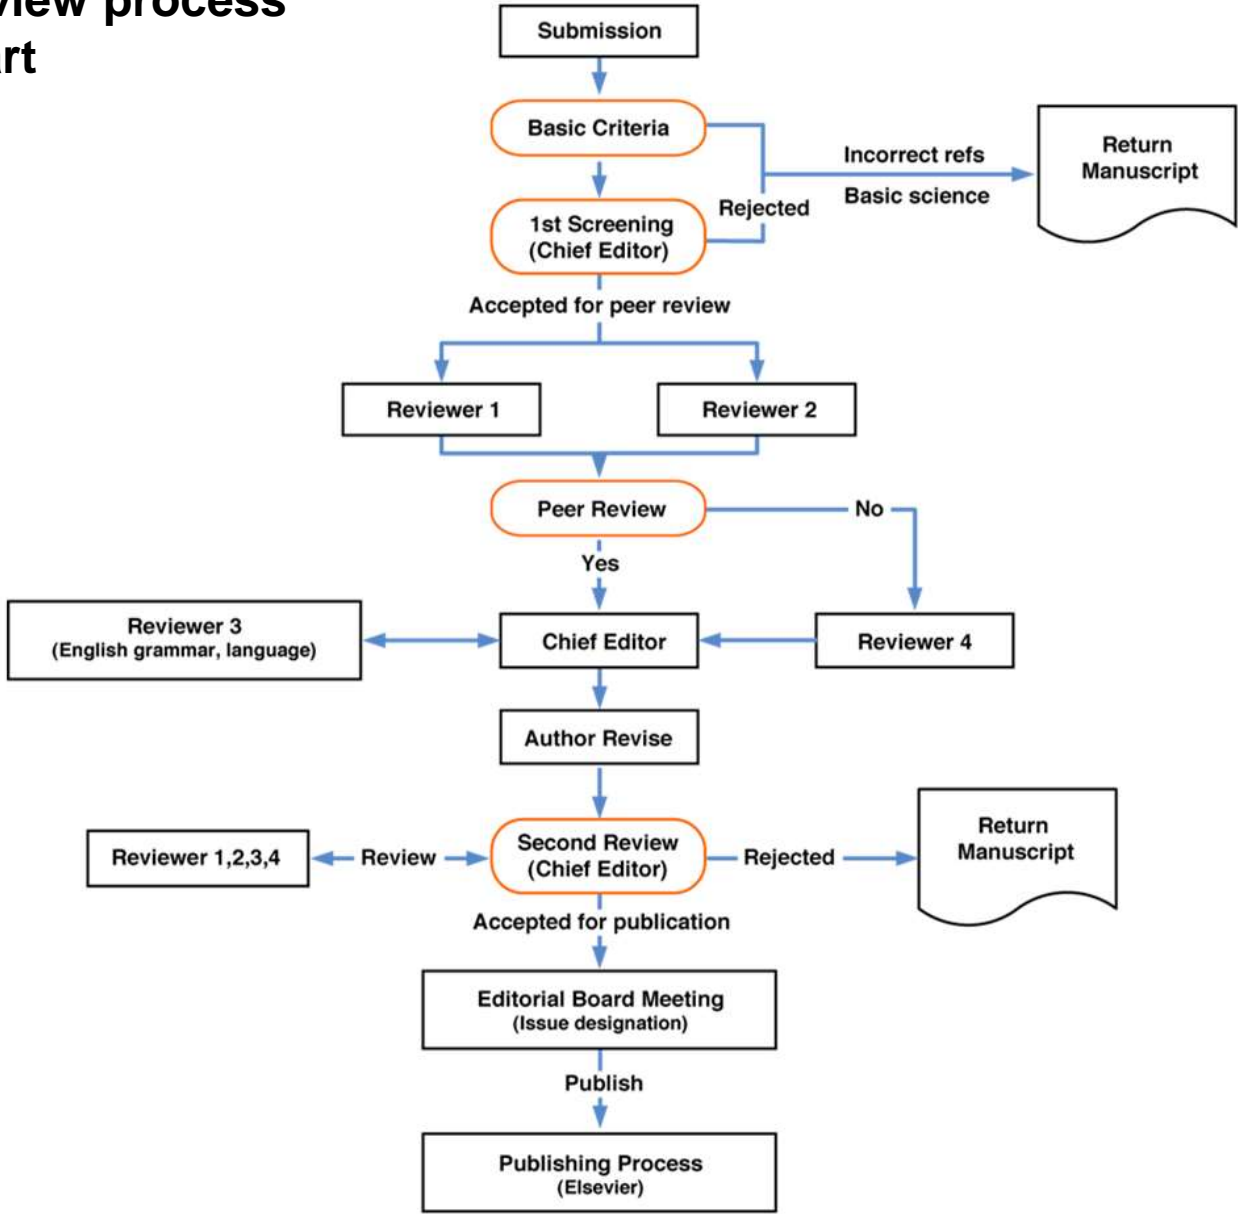 view process
art
Submission
Basic Criteria
Incorrect refs
Basic science
Return
Manuscript
Rejected
1st Screening
(Chief Editor)
Accepted for peer review
Reviewer 1
Reviewer 2
Peer Review
No
Yes
Reviewer 3
(English grammar, language)
Chief Editor
Reviewer 4
Author Revise
Reviewer 1,2,3,4
Review
Second Review
(Chief Editor)
Rejected
Return
Manuscript
Accepted for publication
Editorial Board Meeting
(Issue designation)
Publish
Publishing Process
(Elsevier)